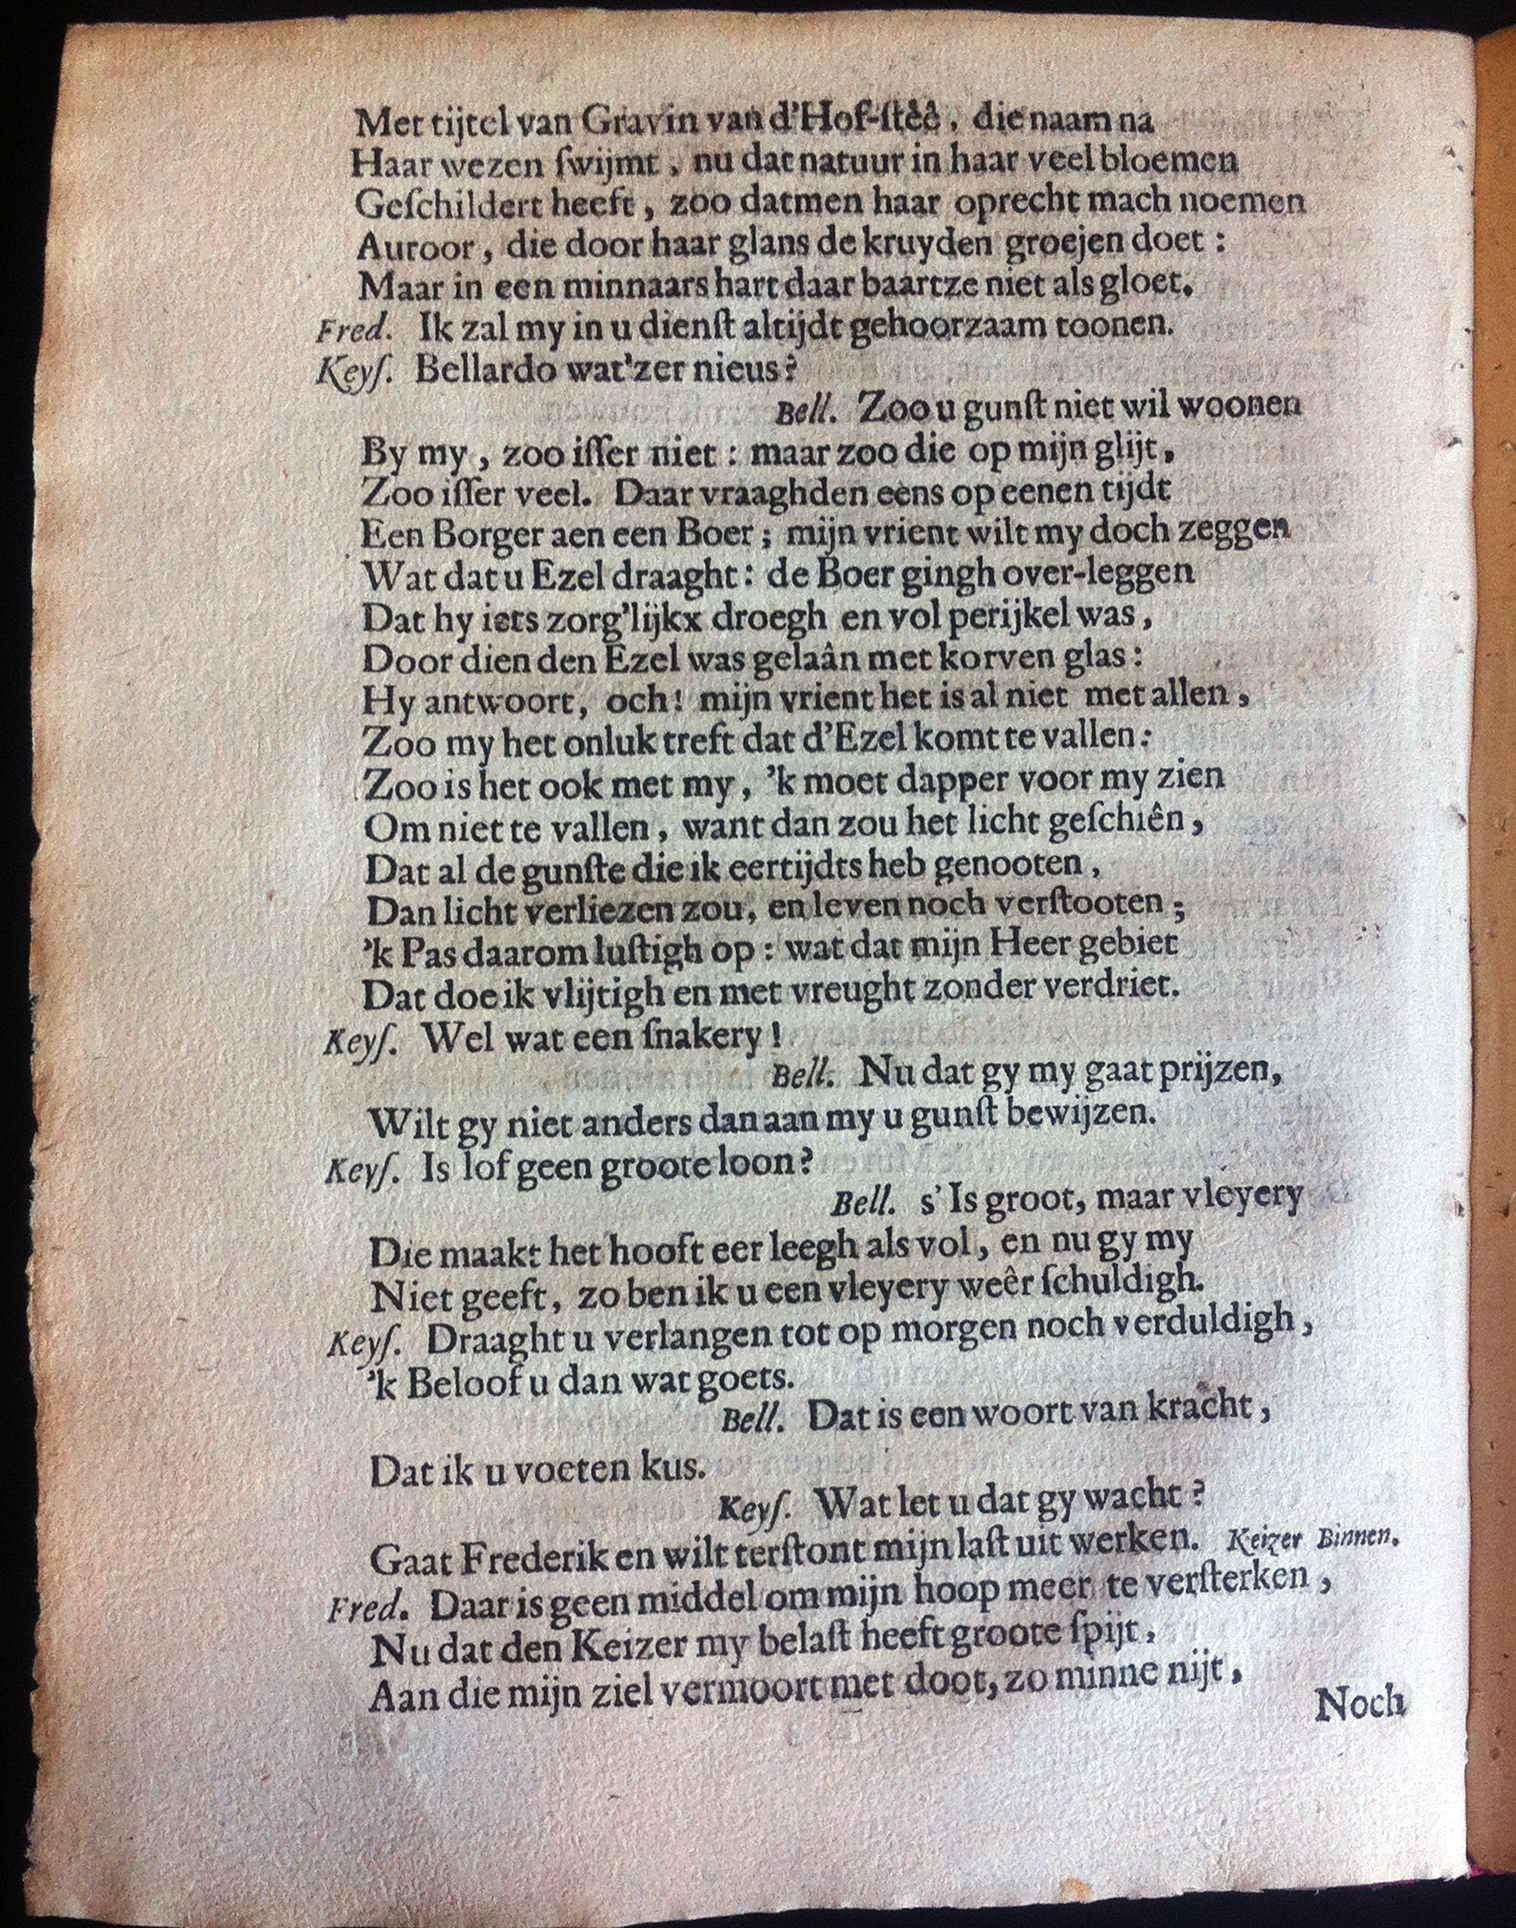 Met tijtel van Gravin van d'Hof-ſtêê, die naam na
Haar wezen ſwijmt, nu dat natuur in haar veel bloemen
Geſchildert heeft, zoo datmen haar oprecht mach noemen
Auroor, die door haar glans de kruyden groejen doet:
Maar in een minnaars hart daar baartze niet als gloet.
Fred. Ik zal my in u dienſt altijdt gehoorzaam toonen.
Keyſ. Bellardo wat'zer nieus?
Bell. Zoo u gunſt niet wil woonen
By my, zoo iſſer niet: maar zoo die op mijn glijt,
Zoo iſſer veel. Daar vraaghden eens op eenen tijdt
Een Borger aen een Boer; mijn vrient wilt my doch zeggen
Wat dat u Ezel draaght: de Boer gingh over-leggen
Dat hy iets zorg'lijkx droegh en vol perijkel was,
Door dien den Ezel was gelaân met korven glas:
Hy antwoort, och! mijn vrient het is al niet met allen,
Zoo my het onluk treft dat d'Ezel komt te vallen:
Zoo is het ook met my, 'k moet dapper voor my zien
Om niet te vallen, want dan zou het licht geſchiên,
Dat al de gunſte die ik eertijdts heb genooten,
Dan licht verliezen zou, en leven noch verſtooten;
'k Pas daarom luſtigh op: wat dat mijn Heer gebiet
Dat doe ik vlijtigh en met vreught zonder verdriet.
Keyſ. Wel wat een ſnakery!
Bell. Nu dat gy my gaat prijzen,
Wilt gy niet anders dan aan my u gunſt bewijzen.
Keyſ. Is lof geen groote loon?
Bell. s' Is groot, maar vleyery
Die maakt het hooft eer leegh als vol, en nu gy my
Niet geeft, zo ben ik u een vleyery weêr ſchuldigh.
Keyſ. Draaght u verlangen tot op morgen noch verduldigh,
'k Beloof u dan wat goets.
Bell. Dat is een woort van kracht,
Dat ik u voeten kus.
Keyſ. Wat let u dat gy wacht?
Gaat Frederik en wilt terſtont mijn laſt uit werken. Keizer Binnen.
Fred. Daar is geen middel om mijn hoop meer te verſterken,
Nu dat den Keizer my belaſt heeft groote ſpijt,
Aan die mijn ziel vermoort met doot, zo minne nijt,
Noch